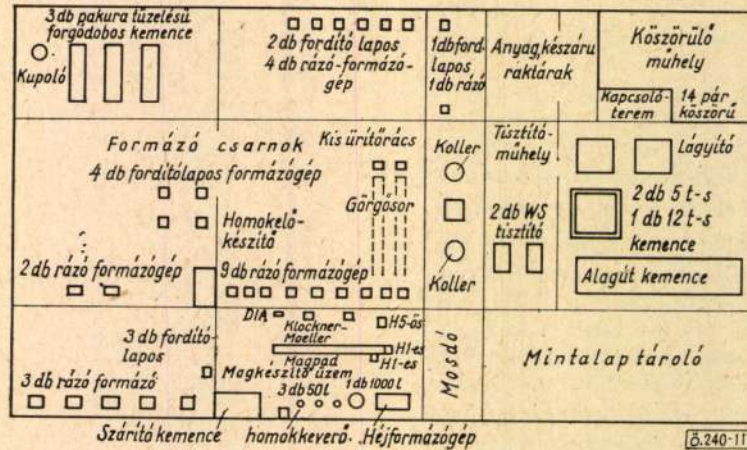 3 db pakura tüzelésű
forgódobos kemence
Kupoló
2 db fordító lapos
4 db rázó-formázó-
gép
1db ford.
lapos
1 db rázó
Anyag, készáru
raktárak
Köszörülő
műhely
Kapcsoló-
terem
14 pár
köszörű
Formázó csarnok
4 db fordítólapos formázógép
Kis ürítőrács
Görgősor
Homokelő-
készítő
2 db rázó formázógép
9 db rázó formázógép
Koller
Koller
Tisztító-
műhely
2 db WS
tisztító
Lágyító
2 db 5 t-s
1 db 12 t-s
kemence
Alagút kemence
3 db fordító-
lapos
3 db rázó formázó
DIA
Klöckner-
Moeller
H5-ös
H1-es
H1-es
Magpad
Magkészítő üzem
3 db 50 l
1 db 1000 l
Mosdó
Mintalap tároló
Szárító kemence
homokkeverő
Héjformázógép
Ö.240-11